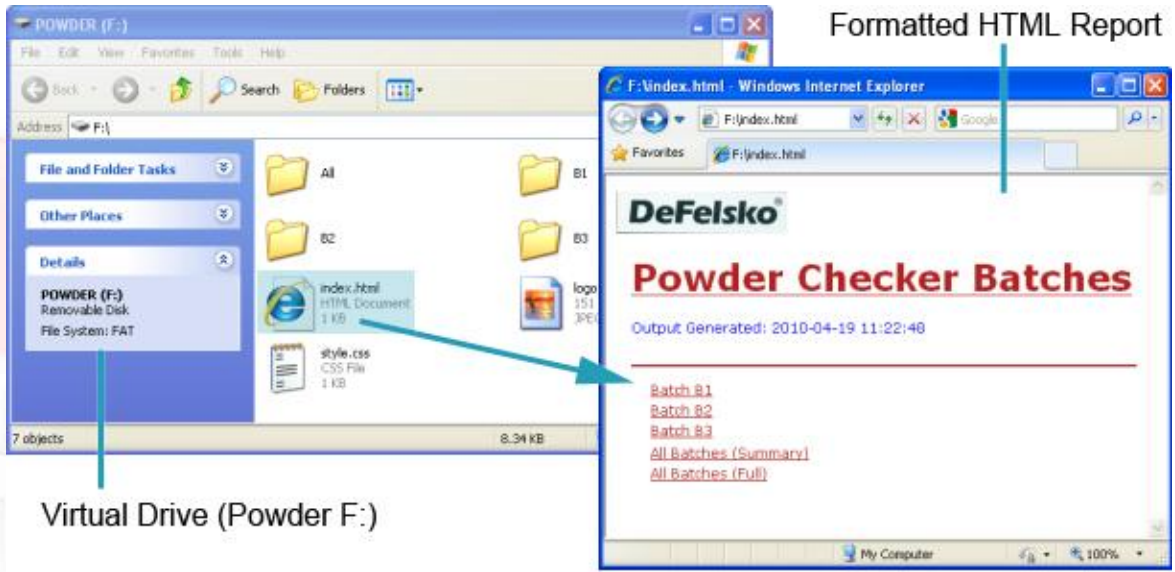 POWDER (F:)
File Edit View Favorites Tools Help
Back Search Folders
Address F:\
File and Folder Tasks
Other Places
Details
POWDER (F:)
Removable Disk
File System: FAT
All
B1
B2
B3
index.html
HTML Document
1 KB
logo
151
JPEG
style.css
CSS File
1 KB
7 objects 8.34 KB
Virtual Drive (Powder F:)
Formatted HTML Report
F:\index.html - Windows Internet Explorer
F:\index.html Google
Favorites F:\index.html
DeFelsko®
Powder Checker Batches
Output Generated: 2010-04-19 11:22:48
Batch B1
Batch B2
Batch B3
All Batches (Summary)
All Batches (Full)
My Computer 100%